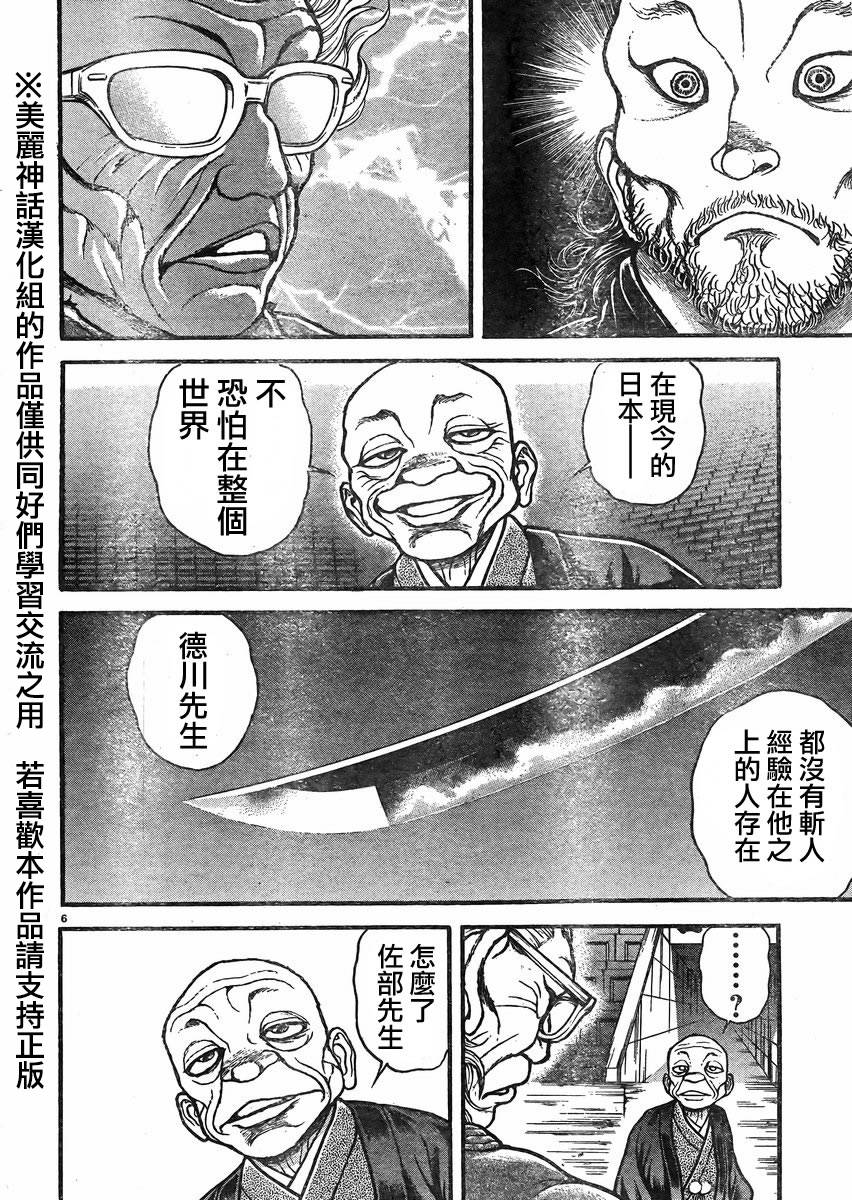 在現今的
日本——
不
恐怕在整個
世界
都沒有斬人
經驗在他之
上的人存在
德川先生
………?
怎麼了
佐部先生
6
※美麗神話漢化組的作品僅供同好們學習交流之用　若喜歡本作品請支持正版